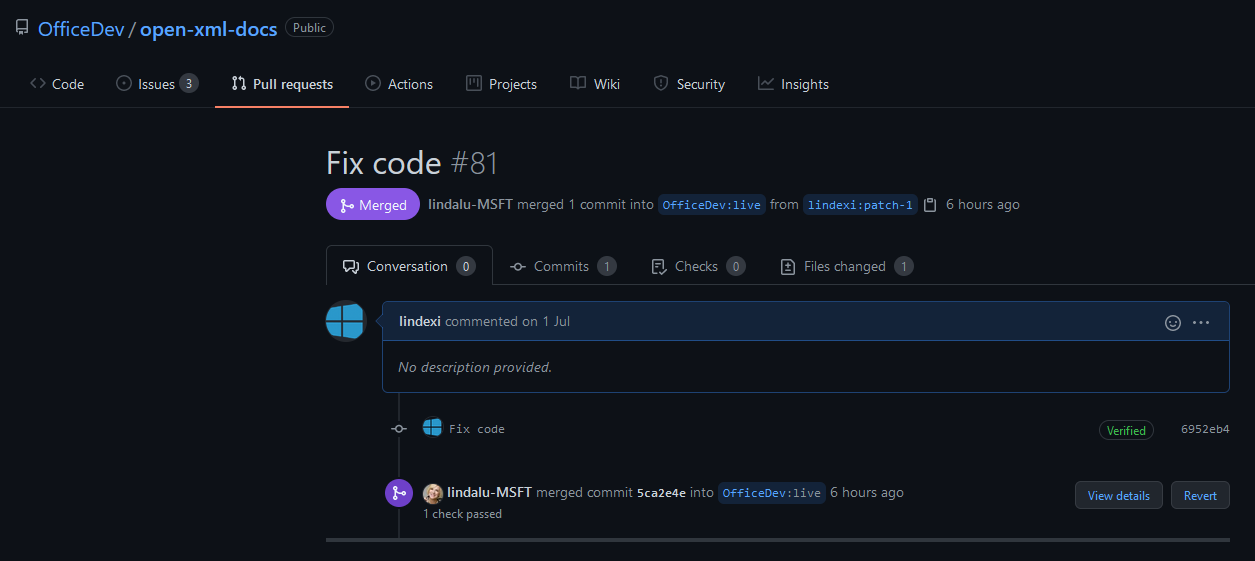 OfficeDev / open-xml-docs Public
Code Issues 3 Pull requests Actions Projects Wiki Security Insights
Fix code #81
Merged lindalu-MSFT merged 1 commit into OfficeDev:live from lindexi:patch-1 6 hours ago
Conversation 0 Commits 1 Checks 0 Files changed 1
lindexi commented on 1 Jul
No description provided.
Fix code Verified 6952eb4
lindalu-MSFT merged commit 5ca2e4e into OfficeDev:live 6 hours ago View details Revert
1 check passed